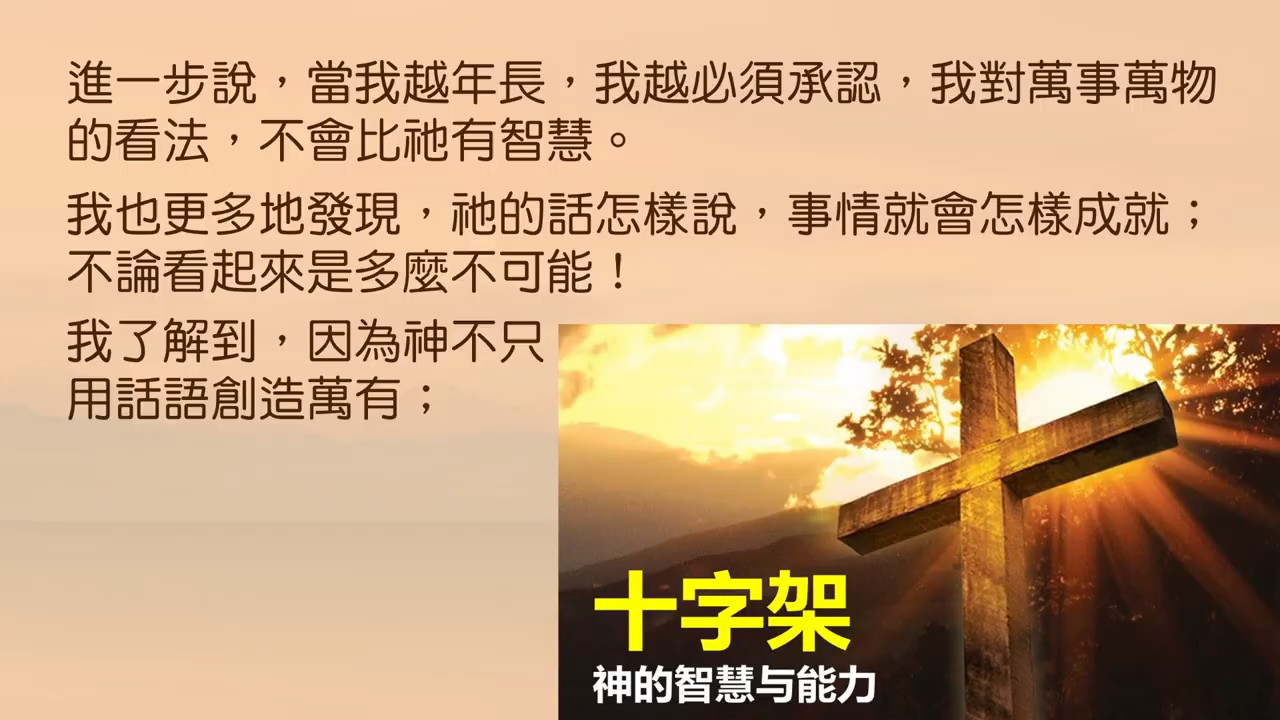 進一步說，當我越年長，我越必須承認，我對萬事萬物
的看法，不會比祂有智慧。
我也更多地發現，祂的話怎樣說，事情就會怎樣成就；
不論看起來是多麼不可能！
我了解到，因為神不只
用話語創造萬有；
十字架
神的智慧与能力